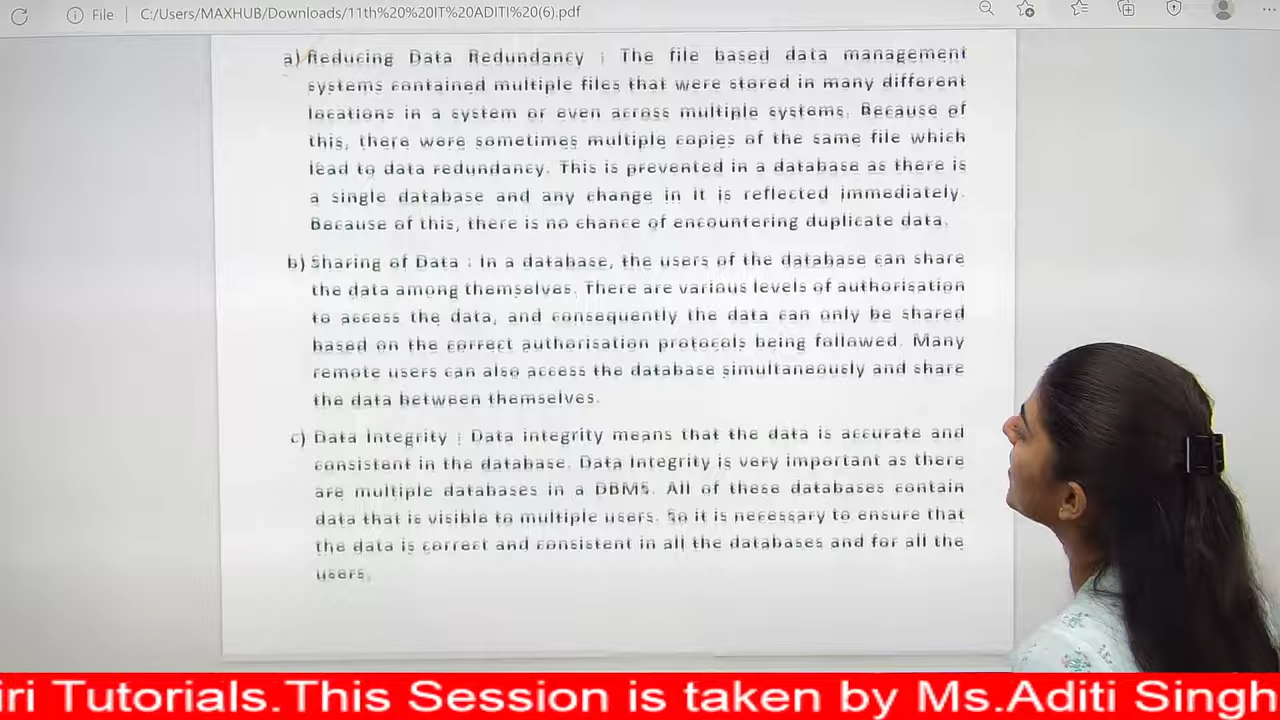 File C:/Users/MAXHUB/Downloads/11th%20%20IT%20ADITI%20(6).pdf
a) Reducing Data Redundancy : The file based data management
systems contained multiple files that were stored in many different
locations in a system or even across multiple systems. Because of
this, there were sometimes multiple copies of the same file which
lead to data redundancy. This is prevented in a database as there is
a single database and any change in it is reflected immediately.
Because of this, there is no chance of encountering duplicate data.
b) Sharing of Data : In a database, the users of the database can share
the data among themselves. There are various levels of authorisation
to access the data, and consequently the data can only be shared
based on the correct authorisation protocols being followed. Many
remote users can also access the database simultaneously and share
the data between themselves.
c) Data Integrity : Data integrity means that the data is accurate and
consistent in the database. Data Integrity is very important as there
are multiple databases in a DBMS. All of these databases contain
data that is visible to multiple users. So it is necessary to ensure that
the data is correct and consistent in all the databases and for all the
users.
iri Tutorials.This Session is taken by Ms.Aditi Singh